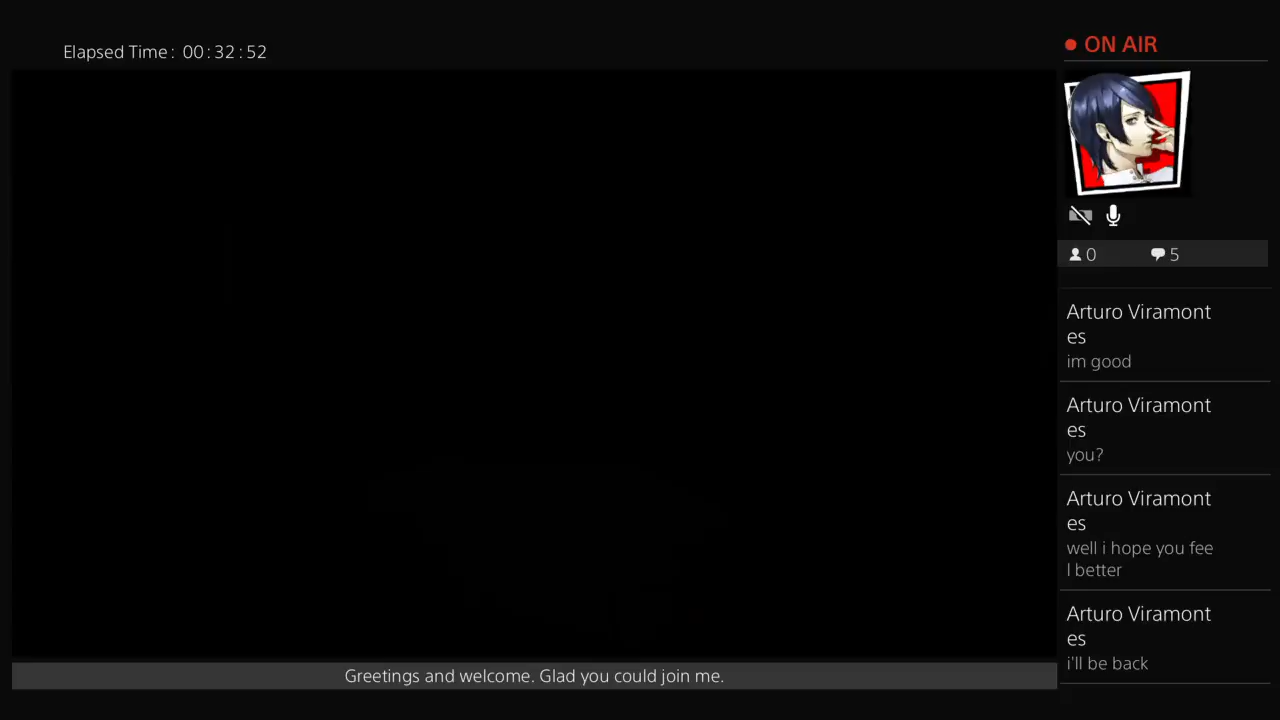 Elapsed Time: 00:32:52
ON AIR
0
5
Arturo Viramont
es
im good
Arturo Viramont
es
you?
Arturo Viramont
es
well i hope you fee
l better
Arturo Viramont
es
i'll be back
Greetings and welcome. Glad you could join me.